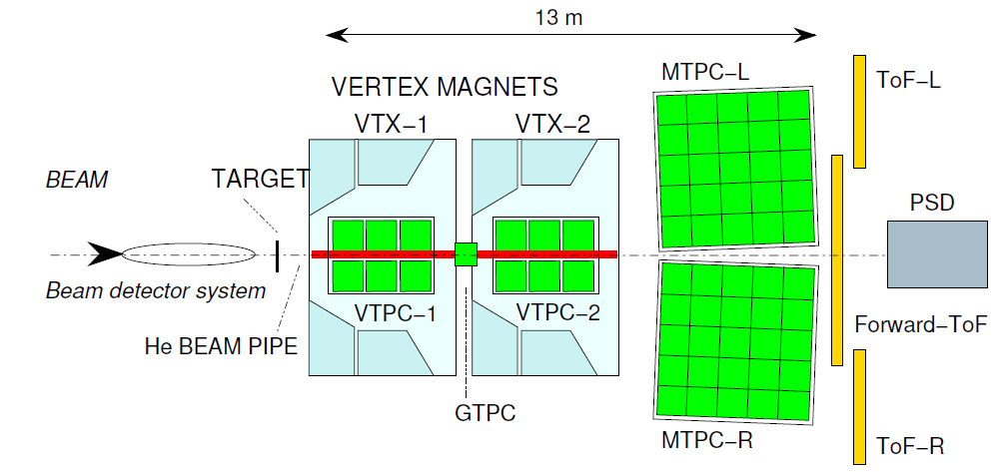 13 m
MTPC−L
ToF−L
VERTEX MAGNETS
VTX−1
VTX−2
BEAM
TARGET
PSD
Beam detector system
VTPC−1
VTPC−2
Forward−ToF
He BEAM PIPE
GTPC
MTPC−R
ToF−R